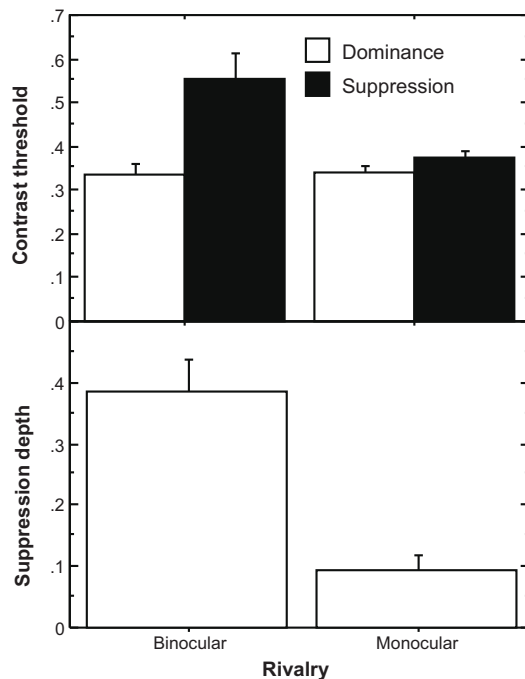 .7
.6
.5
.4
.3
.2
.1
0
Contrast threshold
Dominance
Suppression
.4
.3
.2
.1
0
Suppression depth
Binocular
Monocular
Rivalry